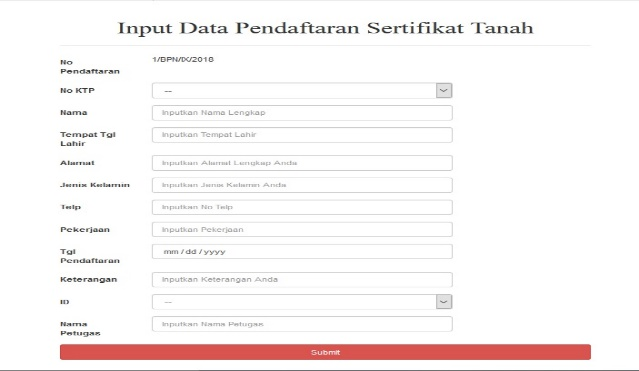 Input Data Pendaftaran Sertifikat Tanah
No
Pendaftaran
1/BPN/IX/2018
No KTP
--
Nama
Inputkan Nama Lengkap
Tempat Tgl
Lahir
Inputkan Tempat Lahir
Alamat
Inputkan Alamat Lengkap Anda
Jenis Kelamin
Inputkan Jenis Kelamin Anda
Telp
Inputkan No Telp
Pekerjaan
Inputkan Pekerjaan
Tgl
Pendaftaran
mm / dd / yyyy
Keterangan
Inputkan Keterangan Anda
ID
--
Nama
Petugas
Inputkan Nama Petugas
Submit